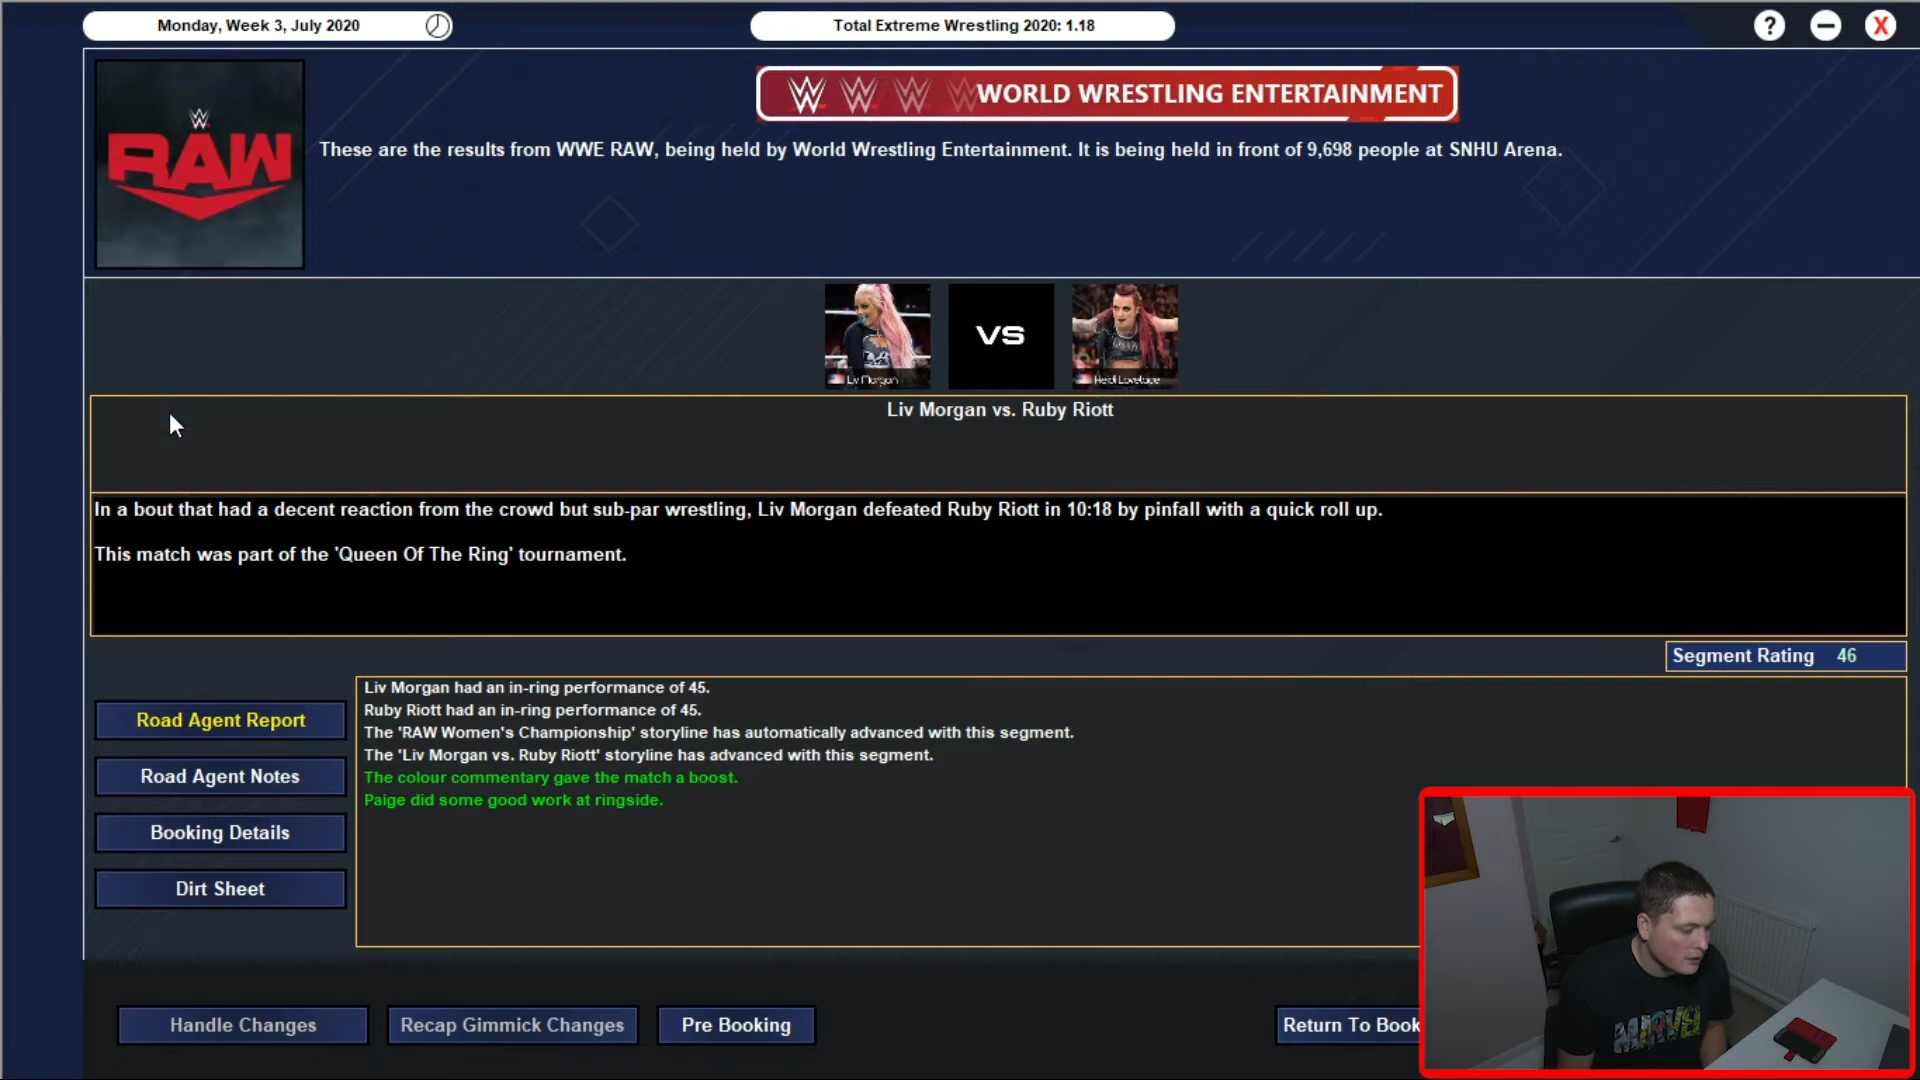 Monday, Week 3, July 2020
Total Extreme Wrestling 2020: 1.18
?
X
WORLD WRESTLING ENTERTAINMENT
RAW
These are the results from WWE RAW, being held by World Wrestling Entertainment. It is being held in front of 9,698 people at SNHU Arena.
VS
Liv Morgan
Heidi Lovelace
Liv Morgan vs. Ruby Riott
In a bout that had a decent reaction from the crowd but sub-par wrestling, Liv Morgan defeated Ruby Riott in 10:18 by pinfall with a quick roll up.
This match was part of the 'Queen Of The Ring' tournament.
Segment Rating 46
Road Agent Report
Road Agent Notes
Booking Details
Dirt Sheet
Liv Morgan had an in-ring performance of 45.
Ruby Riott had an in-ring performance of 45.
The 'RAW Women's Championship' storyline has automatically advanced with this segment.
The 'Liv Morgan vs. Ruby Riott' storyline has advanced with this segment.
The colour commentary gave the match a boost.
Paige did some good work at ringside.
Handle Changes
Recap Gimmick Changes
Pre Booking
Return To Book
MARVEL